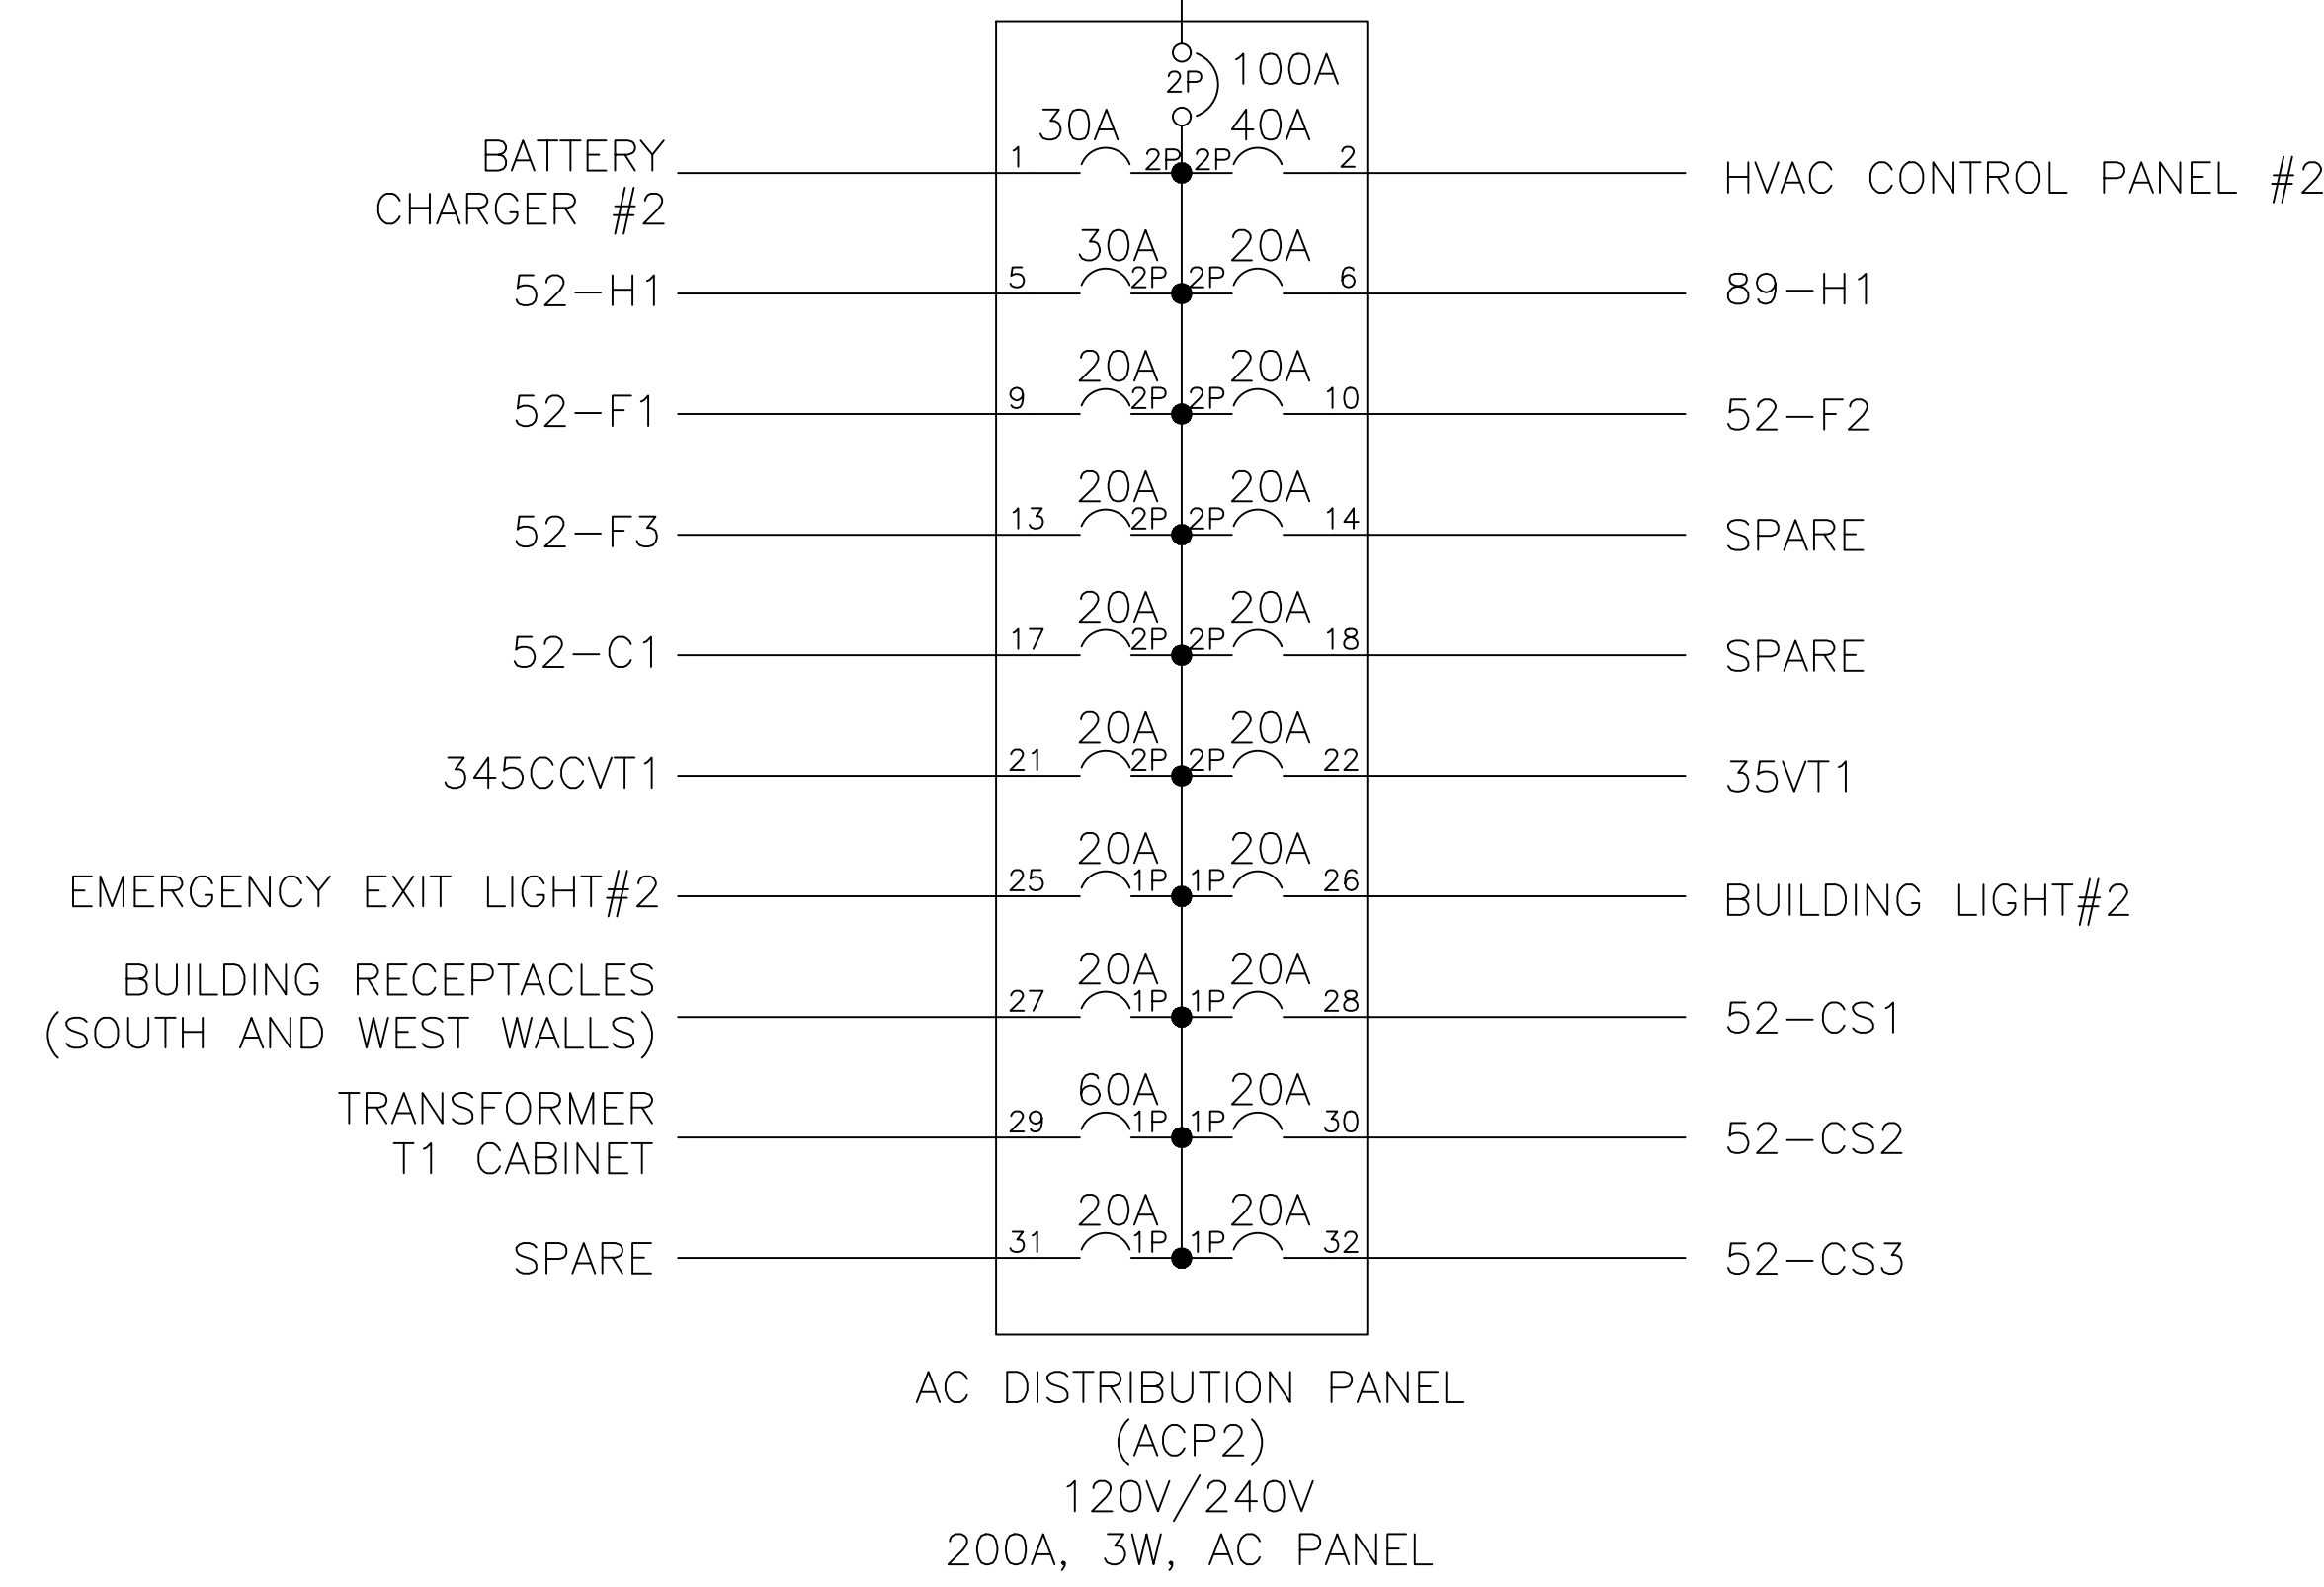 100A
2P
30A 40A
BATTERY 1 2P 2P 2 HVAC CONTROL PANEL #2
CHARGER #2
30A 20A
52-H1 5 2P 2P 6 89-H1
20A 20A
52-F1 9 2P 2P 10 52-F2
20A 20A
52-F3 13 2P 2P 14 SPARE
20A 20A
52-C1 17 2P 2P 18 SPARE
20A 20A
345CCVT1 21 2P 2P 22 35VT1
20A 20A
EMERGENCY EXIT LIGHT#2 25 1P 1P 26 BUILDING LIGHT#2
20A 20A
BUILDING RECEPTACLES 27 1P 1P 28 52-CS1
(SOUTH AND WEST WALLS)
60A 20A
TRANSFORMER 29 1P 1P 30 52-CS2
T1 CABINET
20A 20A
SPARE 31 1P 1P 32 52-CS3
AC DISTRIBUTION PANEL
(ACP2)
120V/240V
200A, 3W, AC PANEL